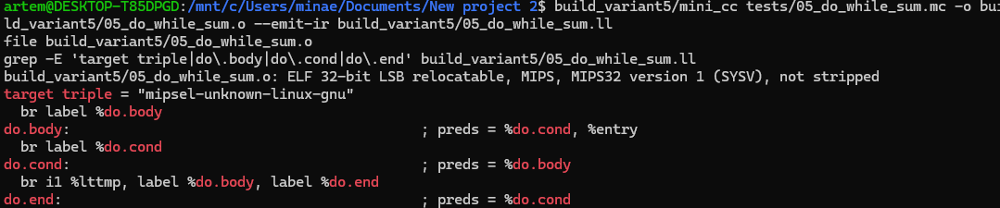 artem@DESKTOP-T85DPGD:/mnt/c/Users/minae/Documents/New project 2$ build_variant5/mini_cc tests/05_do_while_sum.mc -o bui
ld_variant5/05_do_while_sum.o --emit-ir build_variant5/05_do_while_sum.ll
file build_variant5/05_do_while_sum.o
grep -E 'target triple|do\.body|do\.cond|do\.end' build_variant5/05_do_while_sum.ll
build_variant5/05_do_while_sum.o: ELF 32-bit LSB relocatable, MIPS, MIPS32 version 1 (SYSV), not stripped
target triple = "mipsel-unknown-linux-gnu"
  br label %do.body
do.body:                                          ; preds = %do.cond, %entry
  br label %do.cond
do.cond:                                          ; preds = %do.body
  br i1 %lttmp, label %do.body, label %do.end
do.end:                                           ; preds = %do.cond